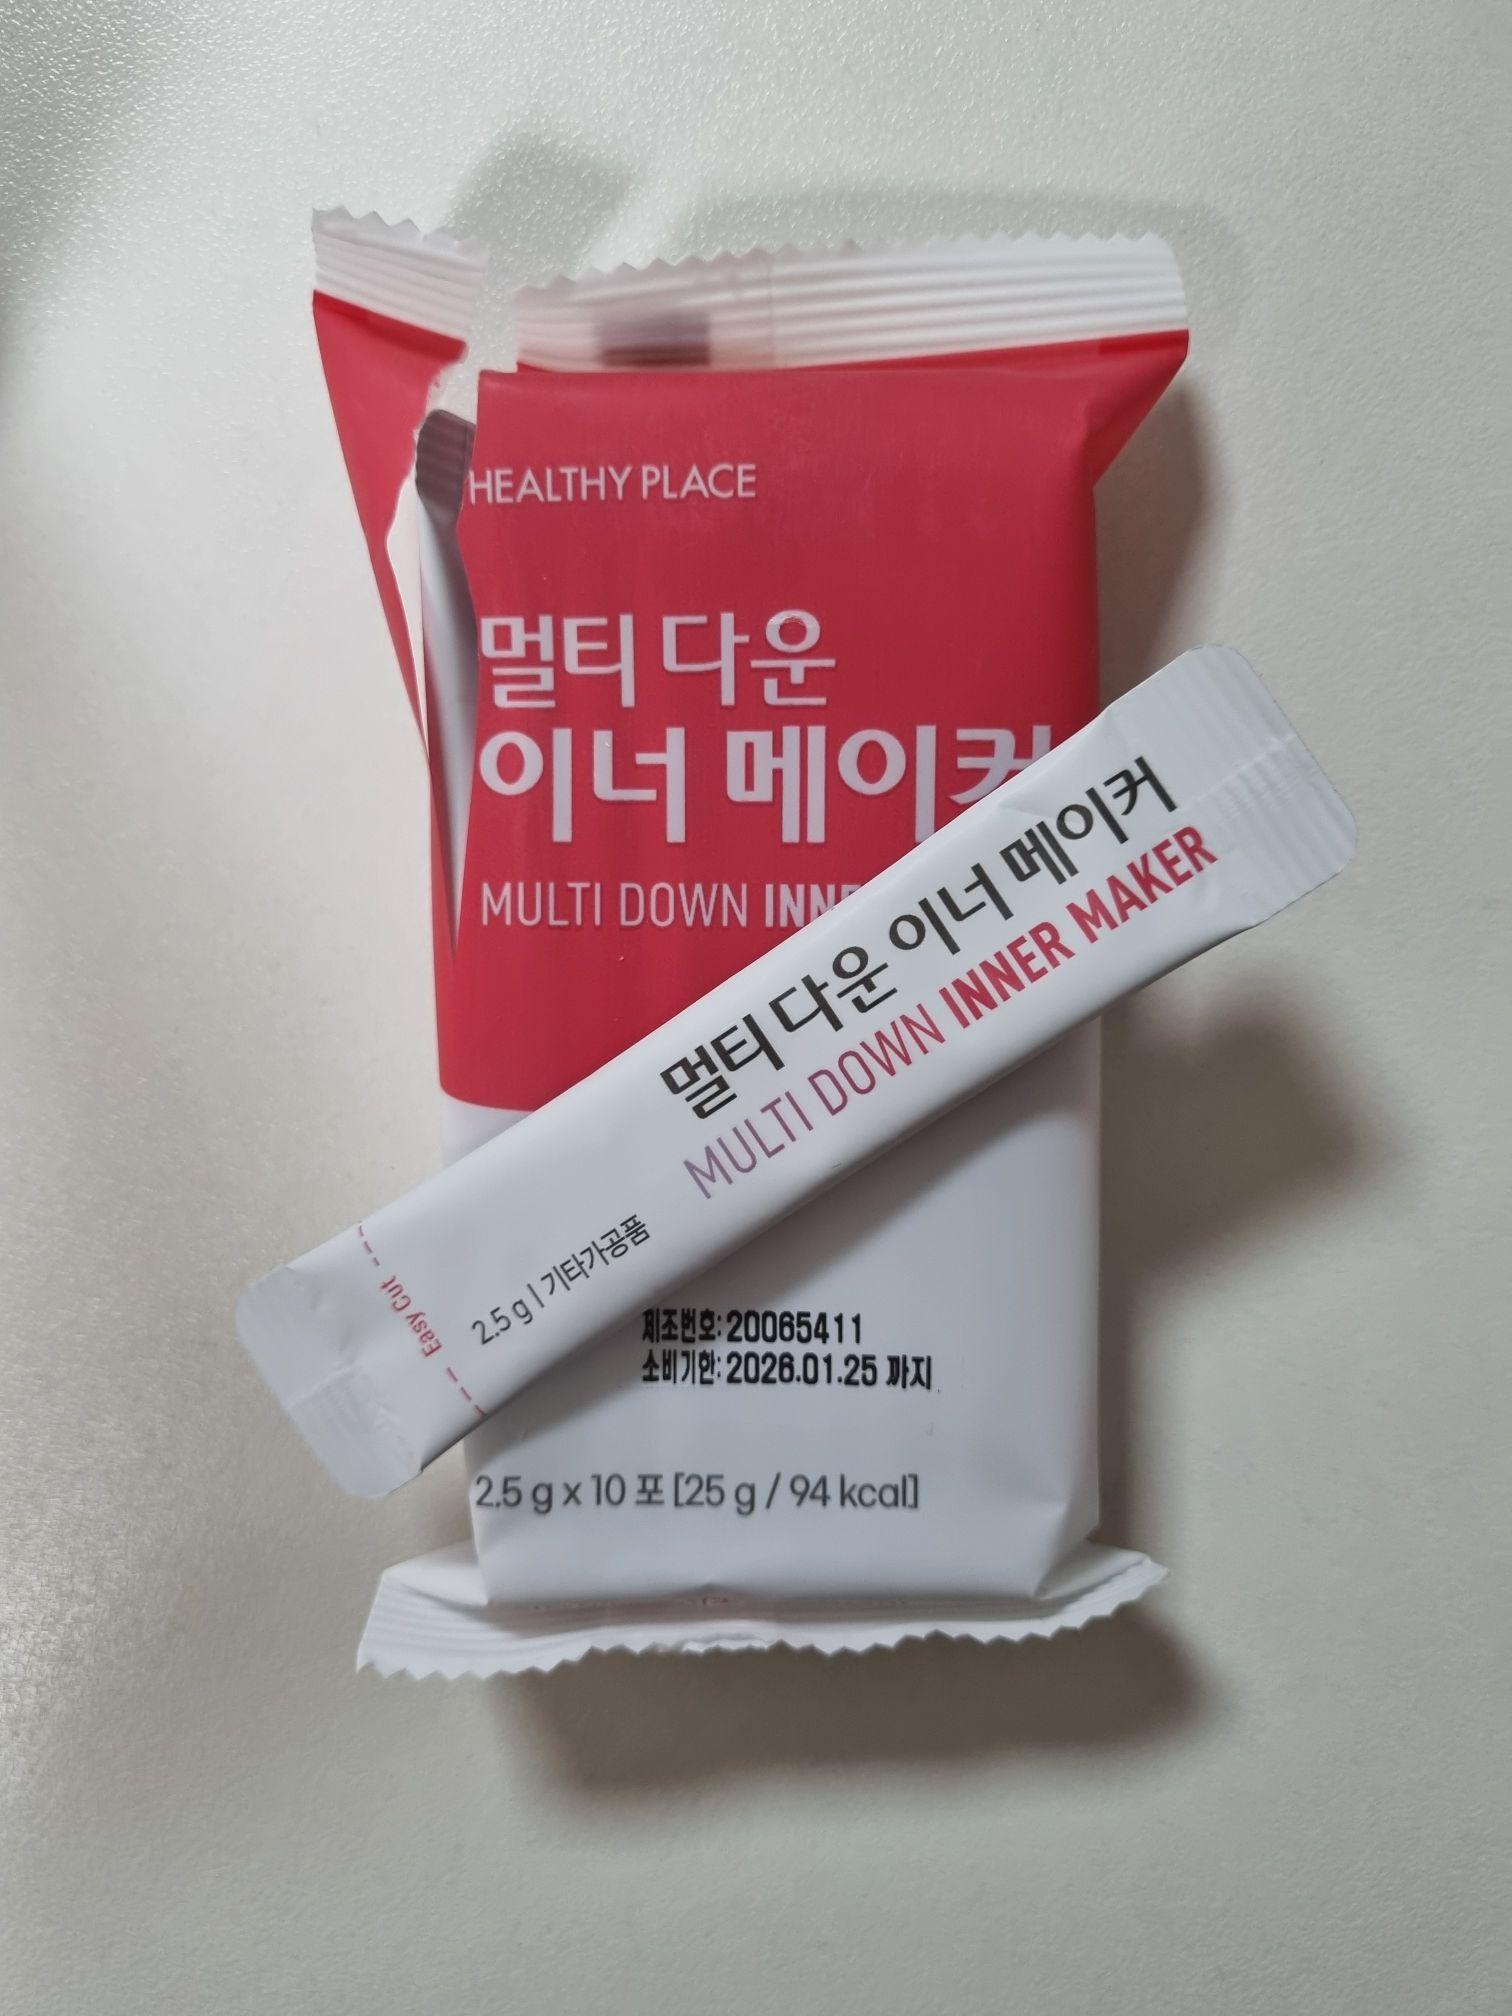 HEALTHY PLACE
멀티 다운
이너 메이커
MULTI DOWN INNE
멀티 다운 이너 메이커
MULTI DOWN INNER MAKER
2.5 g | 기타가공품
Easy Cut
제조번호: 20065411
소비기한: 2026.01.25 까지
2.5 g x 10 포 [25 g / 94 kcal]